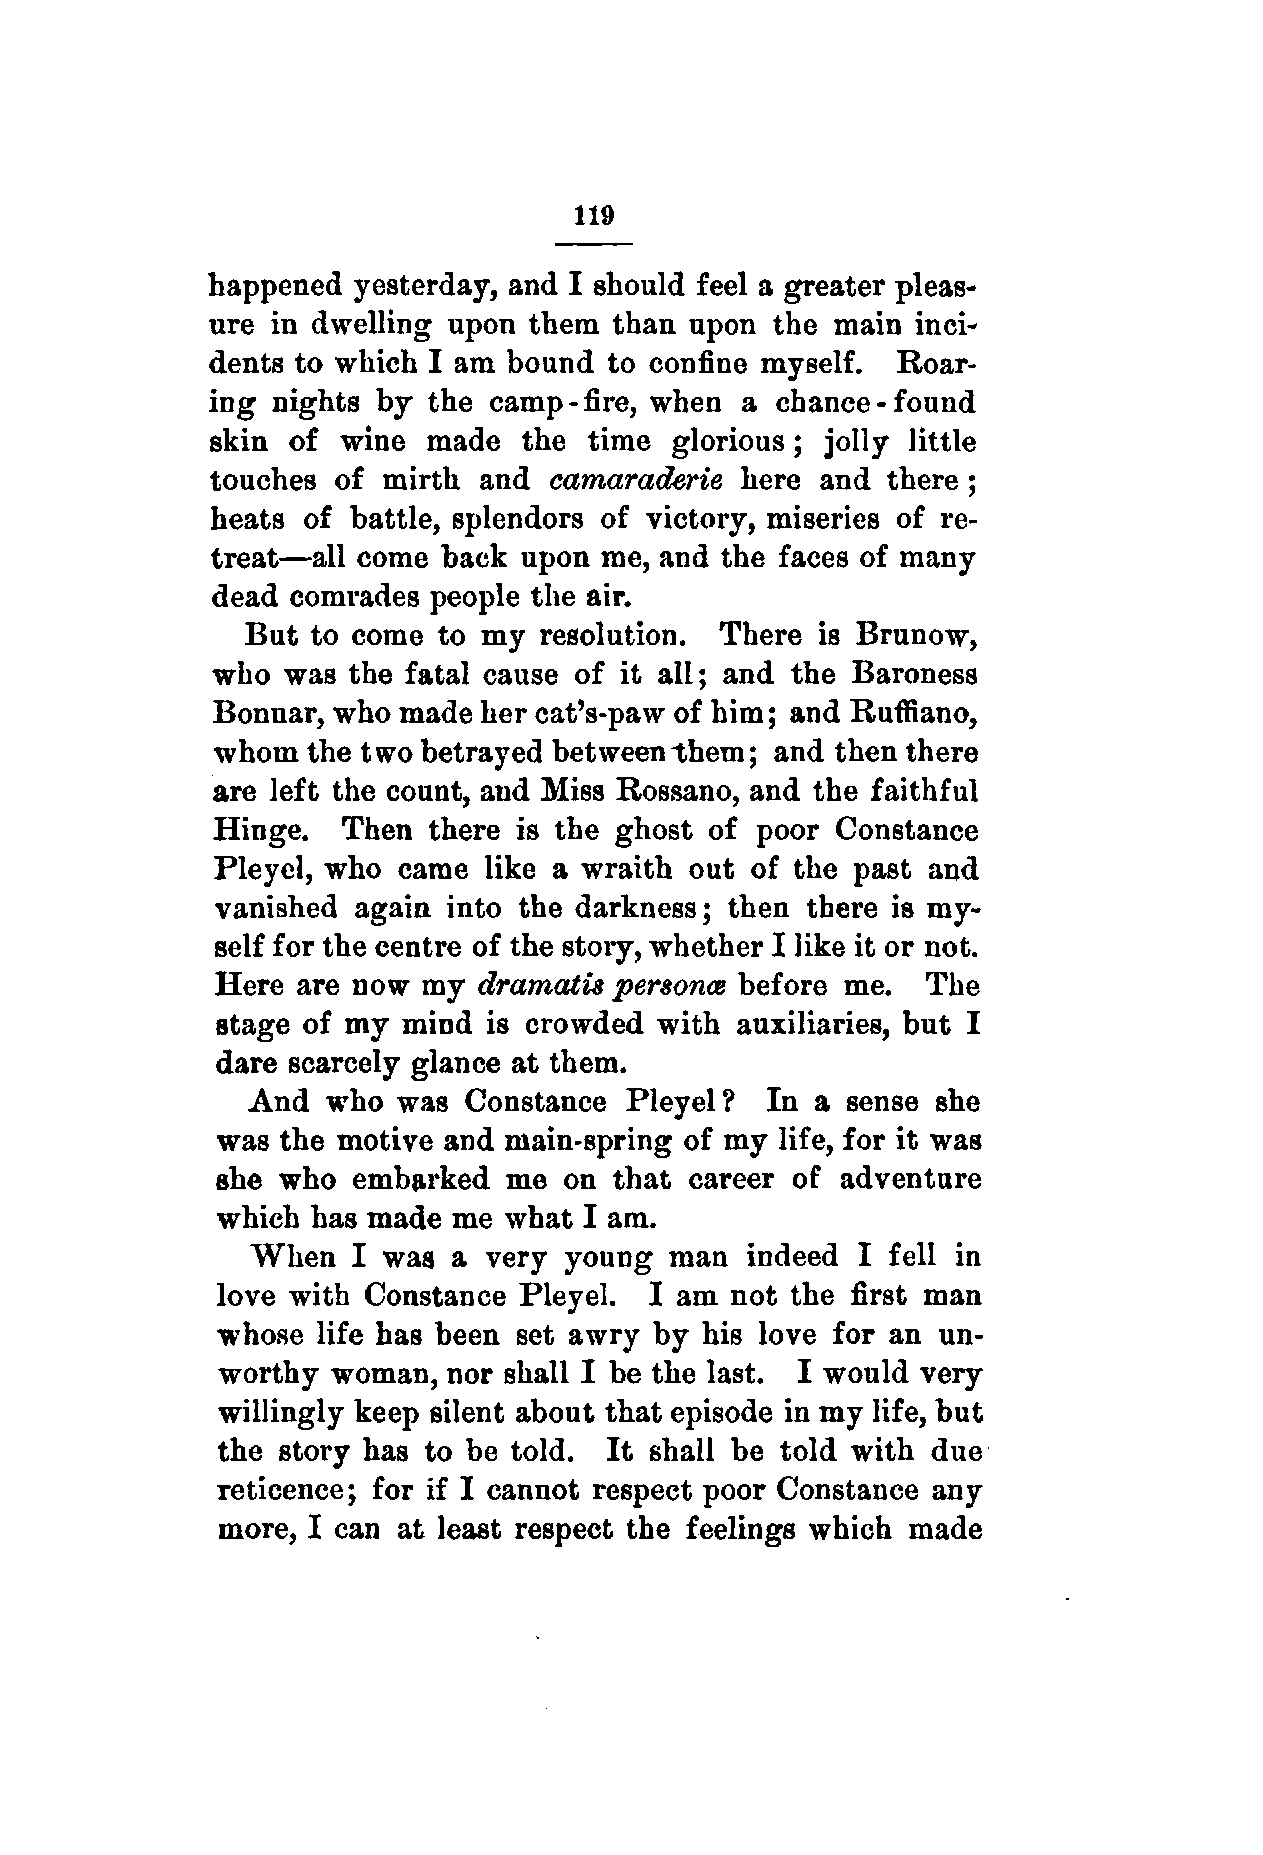 119
happened yesterday, and I should feel a greater pleas-
ure in dwelling upon them than upon the main inci-
dents to which I am bound to confine myself. Roar-
ing nights by the camp-fire, when a chance-found
skin of wine made the time glorious; jolly little
touches of mirth and camaraderie here and there;
heats of battle, splendors of victory, miseries of re-
treat—all come back upon me, and the faces of many
dead comrades people the air.
But to come to my resolution. There is Brunow,
who was the fatal cause of it all; and the Baroness
Bonnar, who made her cat's-paw of him; and Ruffiano,
whom the two betrayed between them; and then there
are left the count, and Miss Rossano, and the faithful
Hinge. Then there is the ghost of poor Constance
Pleyel, who came like a wraith out of the past and
vanished again into the darkness; then there is my-
self for the centre of the story, whether I like it or not.
Here are now my dramatis personæ before me. The
stage of my mind is crowded with auxiliaries, but I
dare scarcely glance at them.
And who was Constance Pleyel? In a sense she
was the motive and main-spring of my life, for it was
she who embarked me on that career of adventure
which has made me what I am.
When I was a very young man indeed I fell in
love with Constance Pleyel. I am not the first man
whose life has been set awry by his love for an un-
worthy woman, nor shall I be the last. I would very
willingly keep silent about that episode in my life, but
the story has to be told. It shall be told with due
reticence; for if I cannot respect poor Constance any
more, I can at least respect the feelings which made